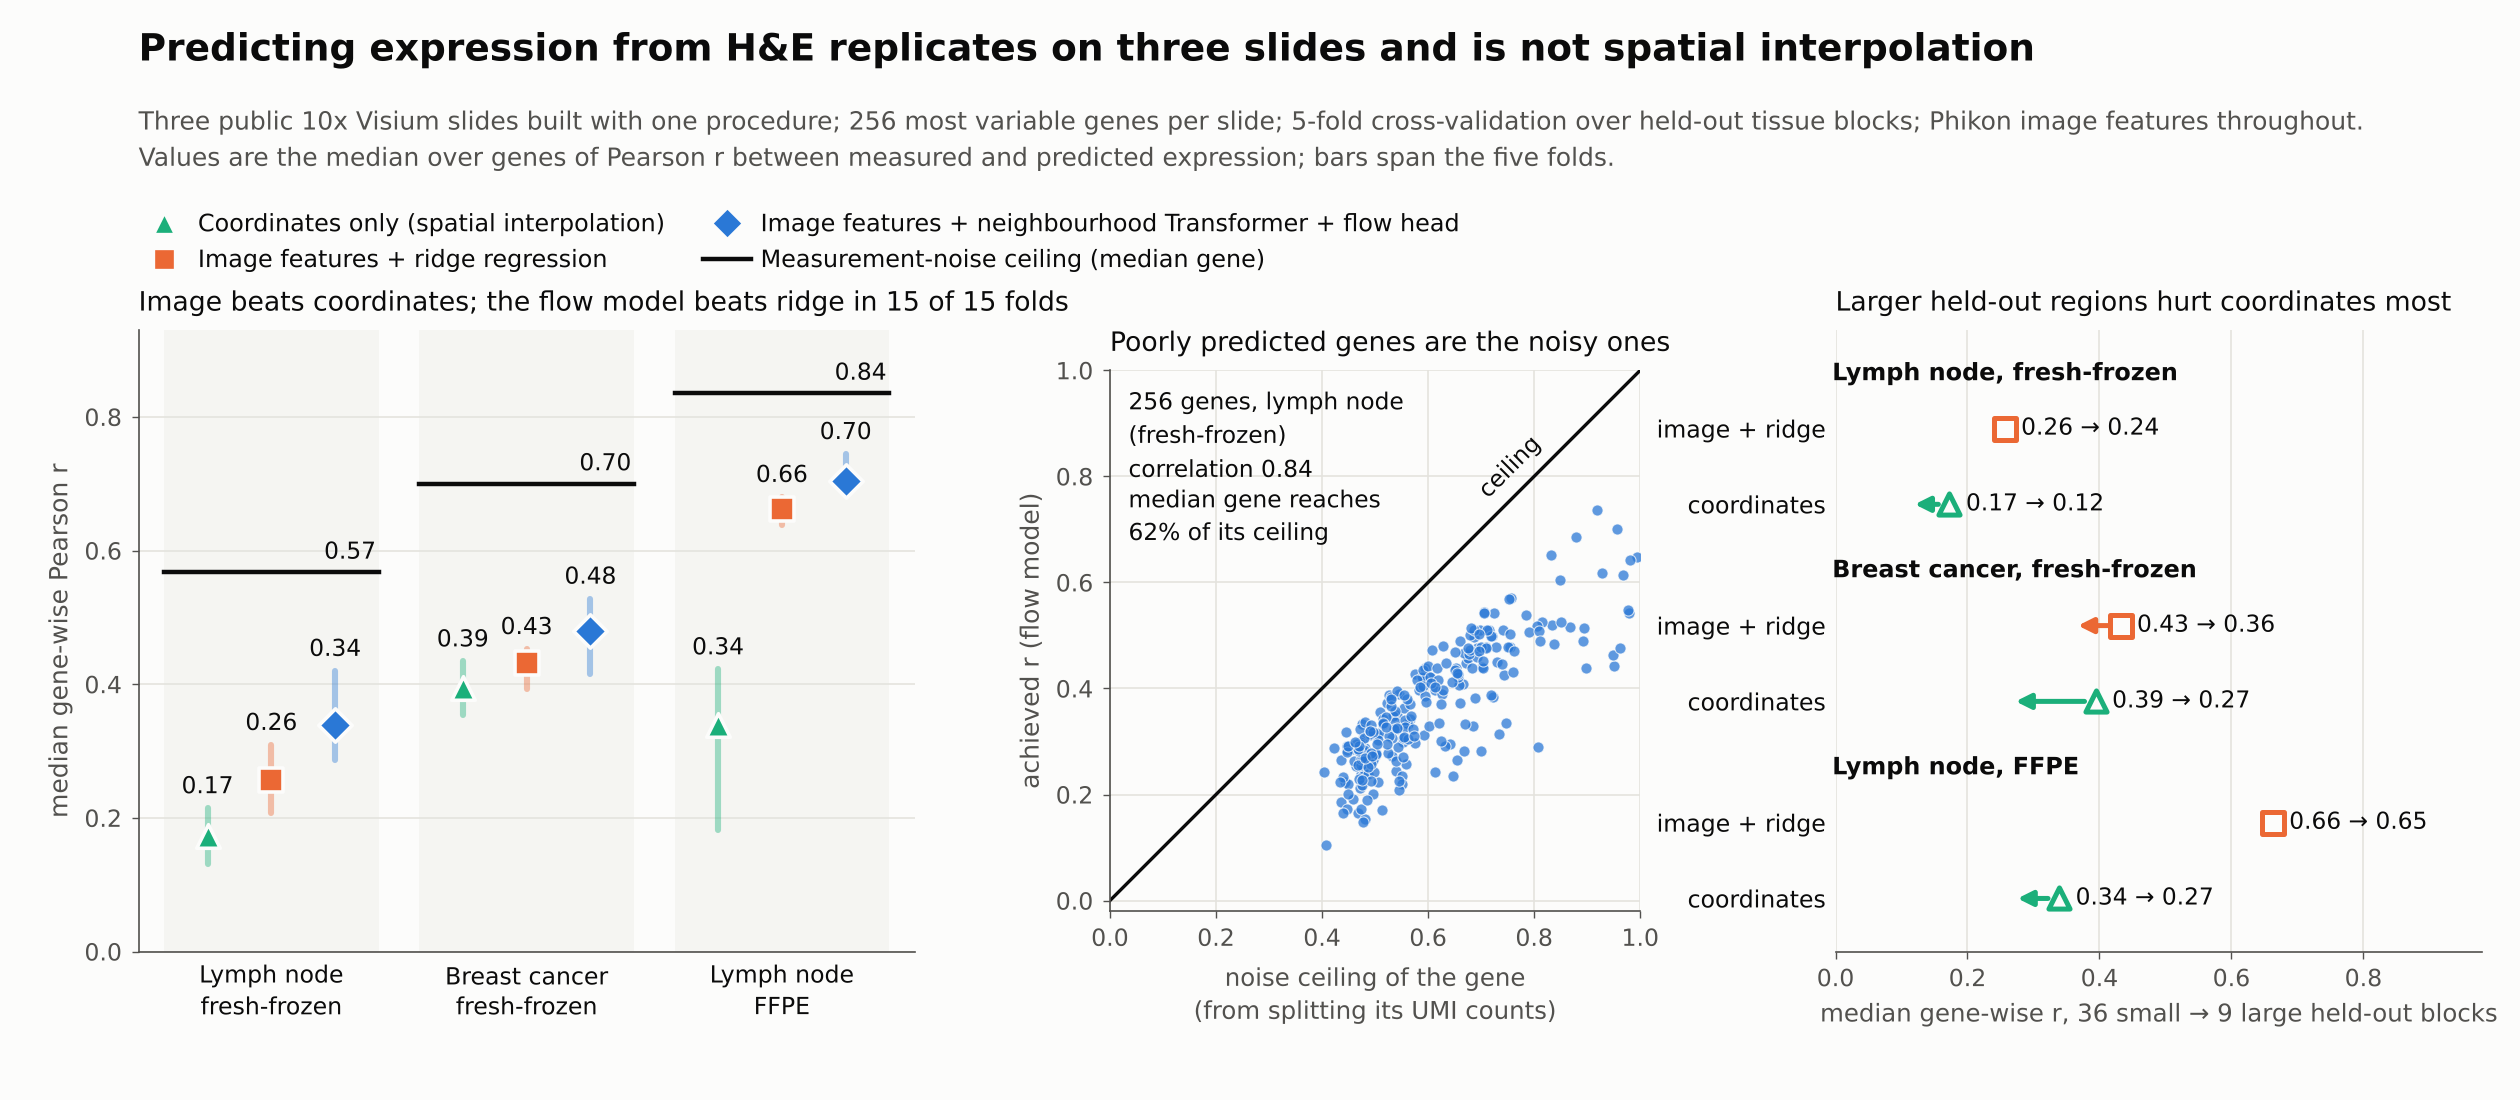 Predicting expression from H&E replicates on three slides and is not spatial interpolation
Three public 10x Visium slides built with one procedure; 256 most variable genes per slide; 5-fold cross-validation over held-out tissue blocks; Phikon image features throughout.
Values are the median over genes of Pearson r between measured and predicted expression; bars span the five folds.
Coordinates only (spatial interpolation)
Image features + ridge regression
Image features + neighbourhood Transformer + flow head
Measurement-noise ceiling (median gene)
Image beats coordinates; the flow model beats ridge in 15 of 15 folds
median gene-wise Pearson r
0.8
0.6
0.4
0.2
0.0
0.57
0.17
0.26
0.34
0.70
0.39
0.43
0.48
0.84
0.34
0.66
0.70
Lymph node
fresh-frozen
Breast cancer
fresh-frozen
Lymph node
FFPE
Poorly predicted genes are the noisy ones
achieved r (flow model)
1.0
0.8
0.6
0.4
0.2
0.0
256 genes, lymph node
(fresh-frozen)
correlation 0.84
median gene reaches
62% of its ceiling
ceiling
0.0
0.2
0.4
0.6
0.8
1.0
noise ceiling of the gene
(from splitting its UMI counts)
Larger held-out regions hurt coordinates most
Lymph node, fresh-frozen
image + ridge
0.26 → 0.24
coordinates
0.17 → 0.12
Breast cancer, fresh-frozen
image + ridge
0.43 → 0.36
coordinates
0.39 → 0.27
Lymph node, FFPE
image + ridge
0.66 → 0.65
coordinates
0.34 → 0.27
0.0
0.2
0.4
0.6
0.8
median gene-wise r, 36 small → 9 large held-out blocks